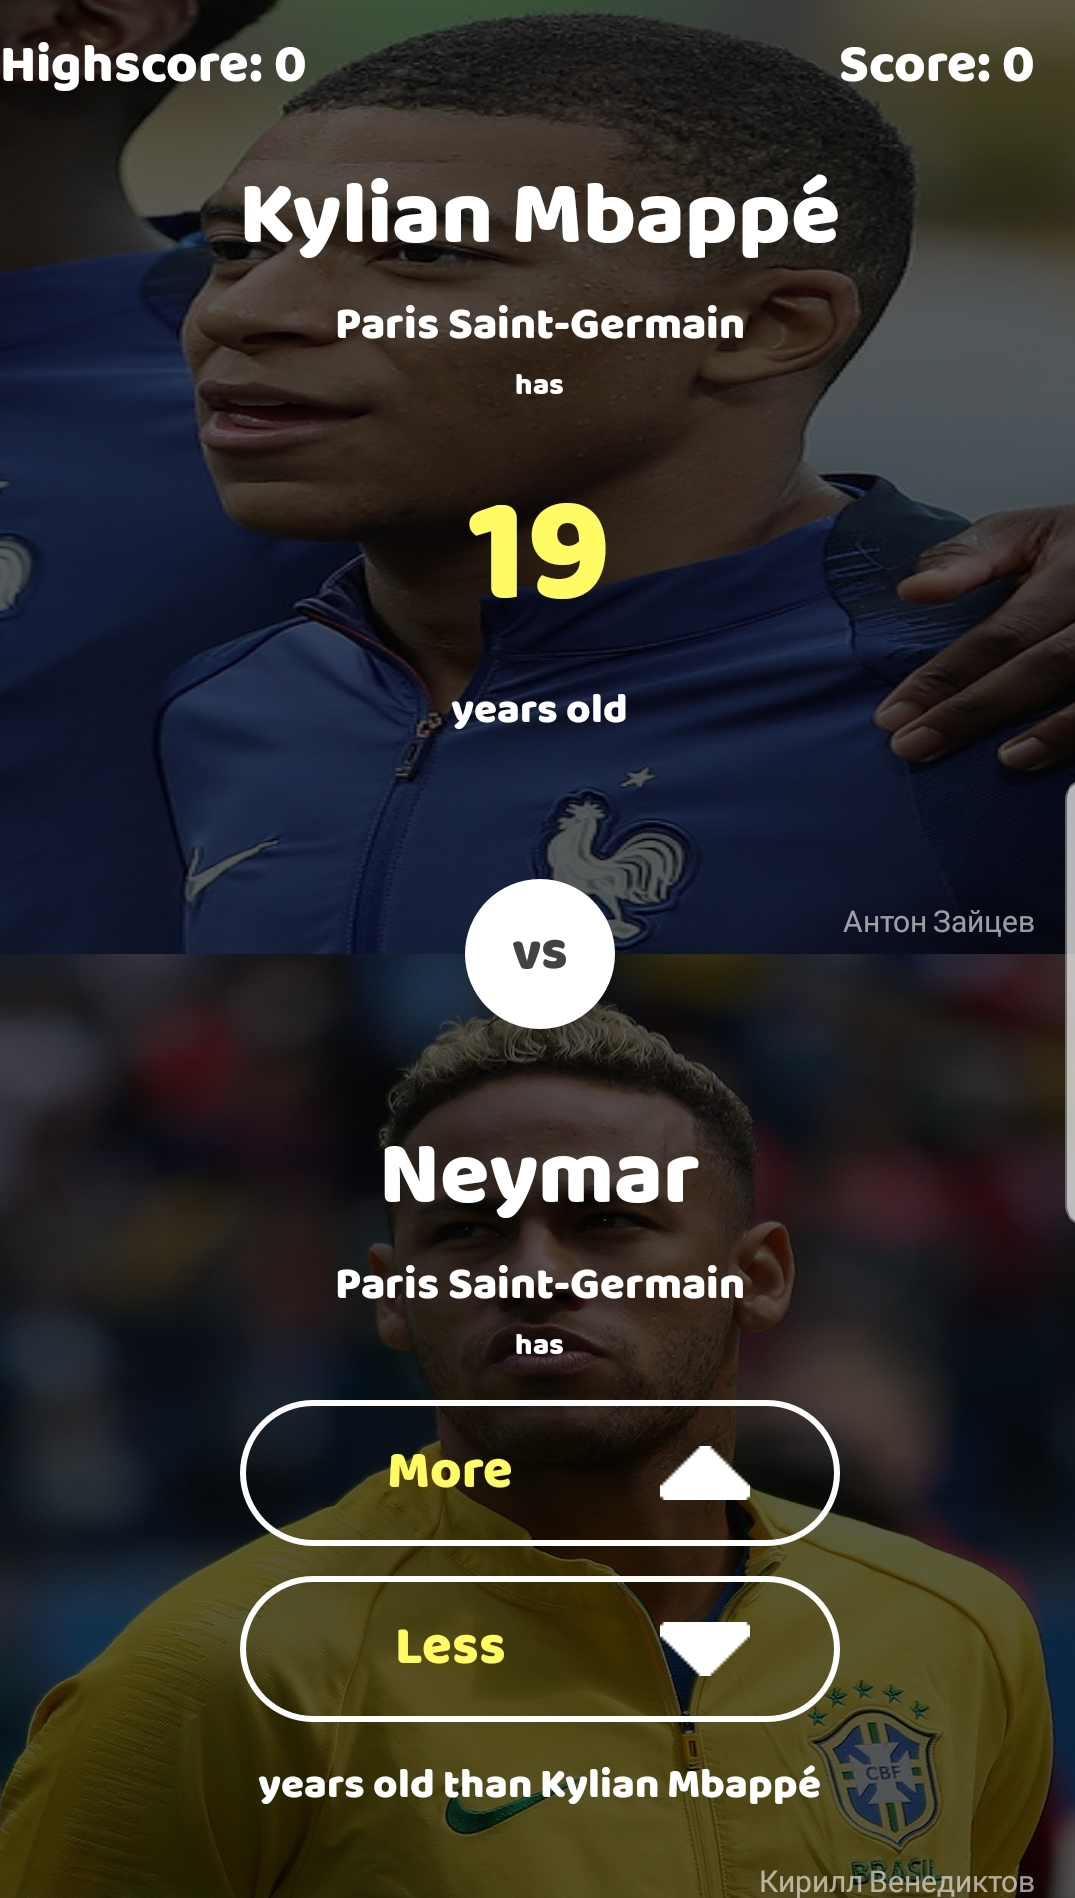 Highscore: 0
Score: 0
Kylian Mbappé
Paris Saint-Germain
has
19
years old
Антон Зайцев
vs
Neymar
Paris Saint-Germain
has
More
Less
years old than Kylian Mbappé
CBF
BRASIL
Кирилл Венедиктов